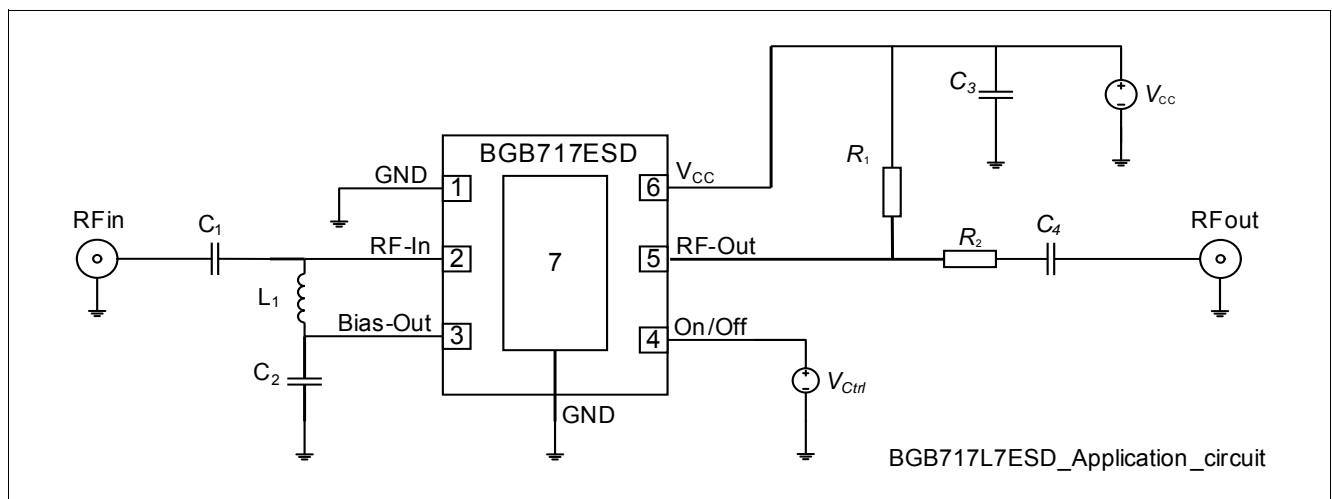 C3
VCC
BGB717ESD
R1
GND
1
6
VCC
RFin
C1
RF-In
2
7
5
RF-Out
R2
C4
RFout
L1
Bias-Out
3
4
On/Off
C2
VCtrl
GND
BGB717L7ESD_Application_circuit